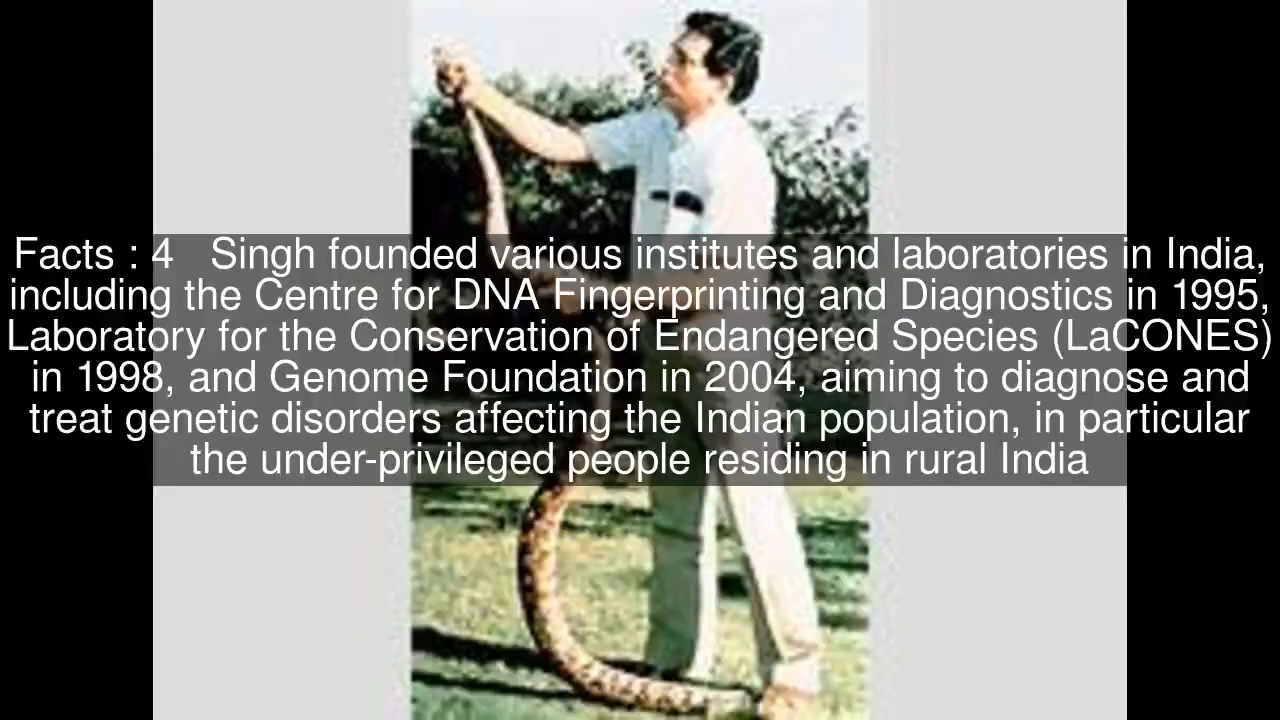 Facts : 4 Singh founded various institutes and laboratories in India,
including the Centre for DNA Fingerprinting and Diagnostics in 1995,
Laboratory for the Conservation of Endangered Species (LaCONES)
in 1998, and Genome Foundation in 2004, aiming to diagnose and
treat genetic disorders affecting the Indian population, in particular
the under-privileged people residing in rural India